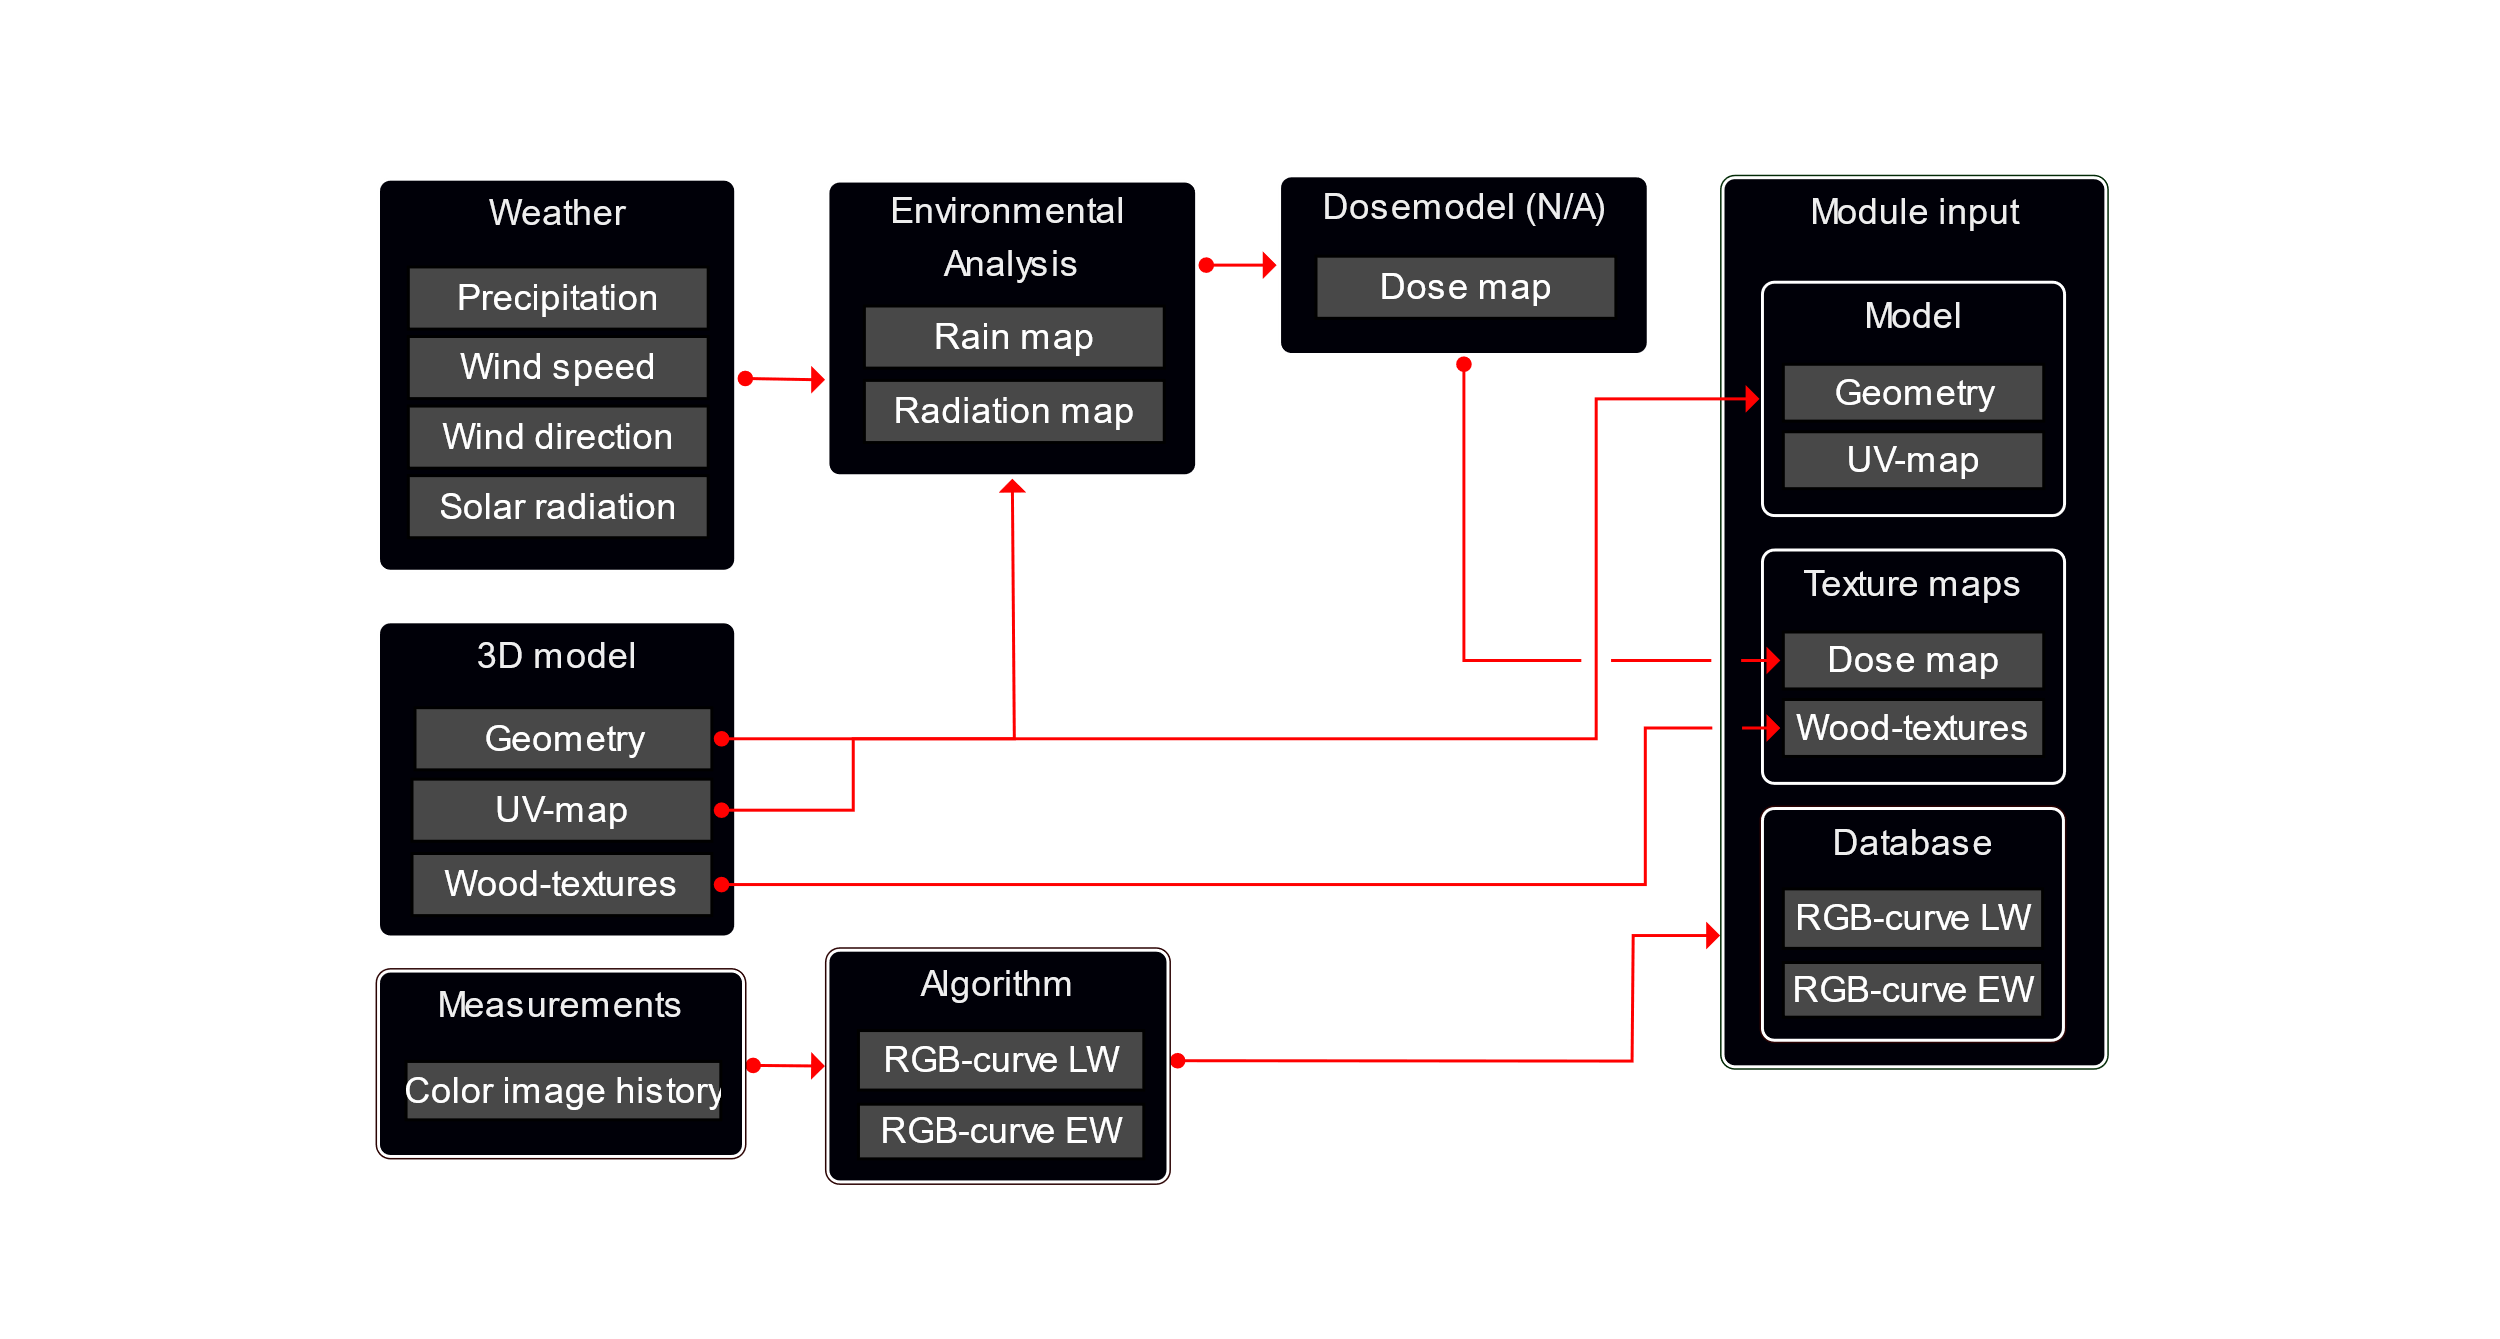 Weather
Precipitation
Wind speed
Wind direction
Solar radiation
Environmental
Analysis
Rain map
Radiation map
Dosemodel (N/A)
Dose map
3D model
Geometry
UV-map
Wood-textures
Measurements
Color image history
Algorithm
RGB-curve LW
RGB-curve EW
Module input
Model
Geometry
UV-map
Texture maps
Dose map
Wood-textures
Database
RGB-curve LW
RGB-curve EW